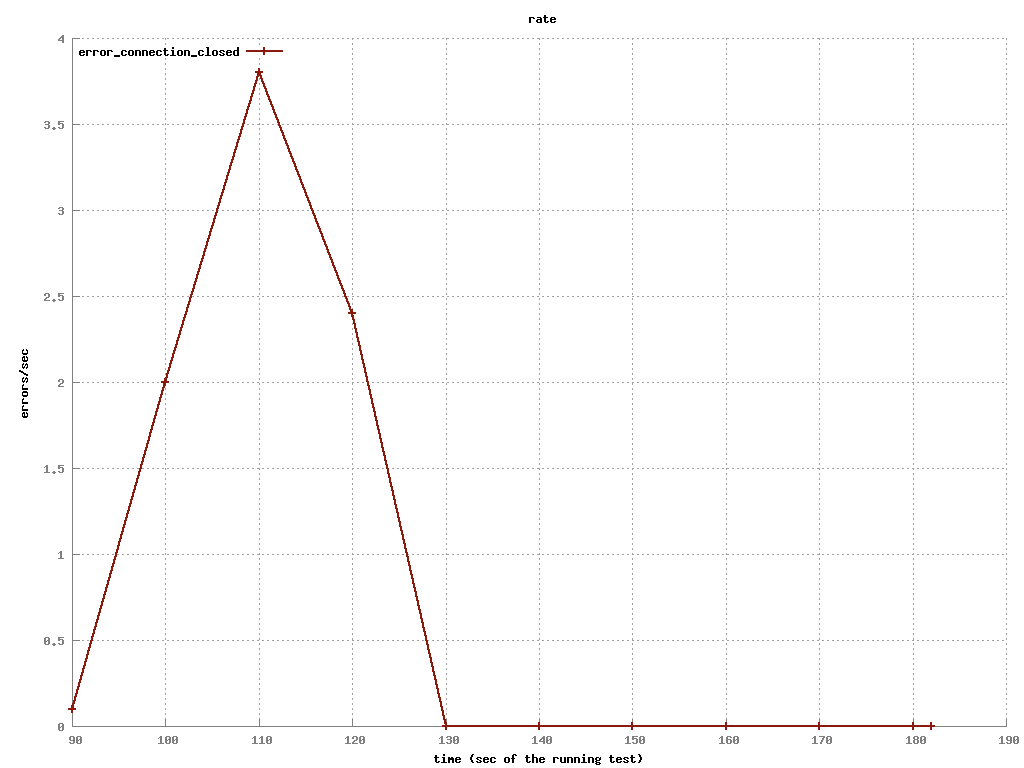 rate
error_connection_closed
4
3.5
3
2.5
2
1.5
1
0.5
0
errors/sec
90 100 110 120 130 140 150 160 170 180 190
time (sec of the running test)